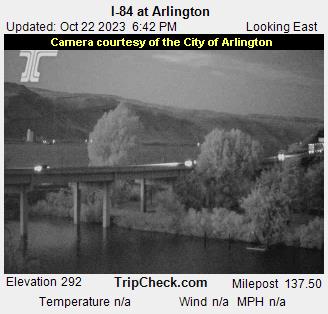 I-84 at Arlington
Updated: Oct 22 2023 6:42 PM Looking East
Camera courtesy of the City of Arlington
Elevation 292 TripCheck.com Milepost 137.50
Temperature n/a Wind n/a MPH n/a